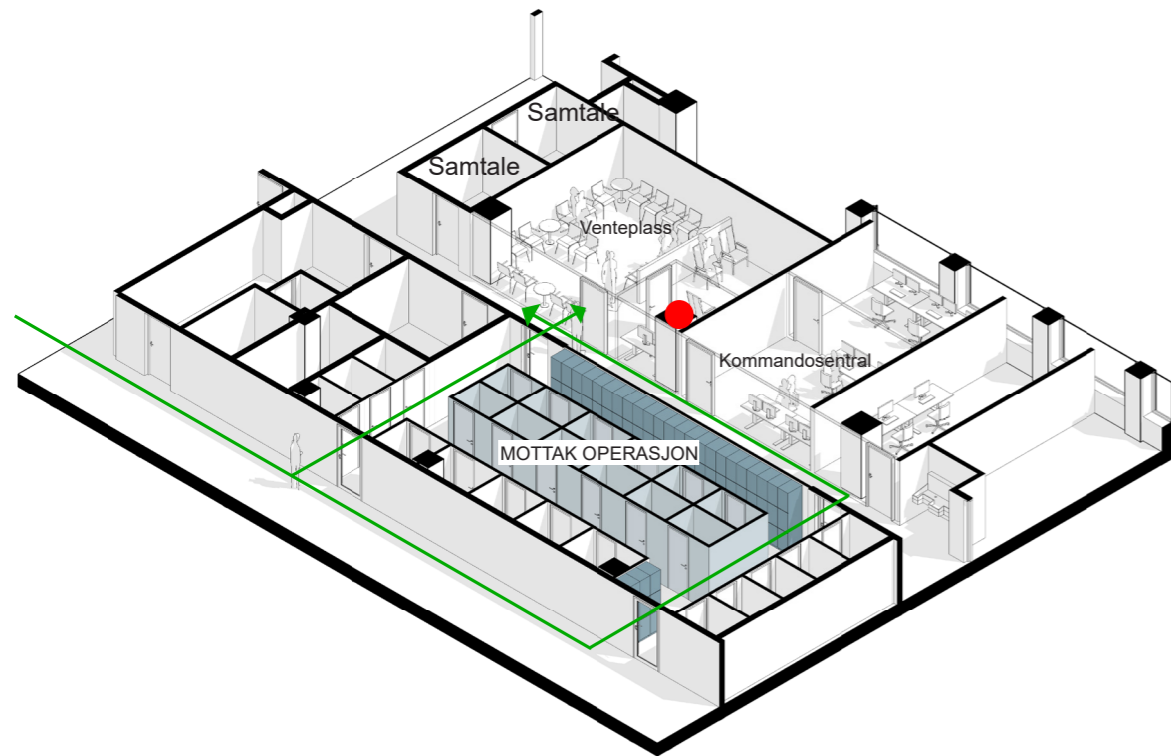 Samtale
Samtale
Venteplass
Kommandosentral
MOTTAK OPERASJON